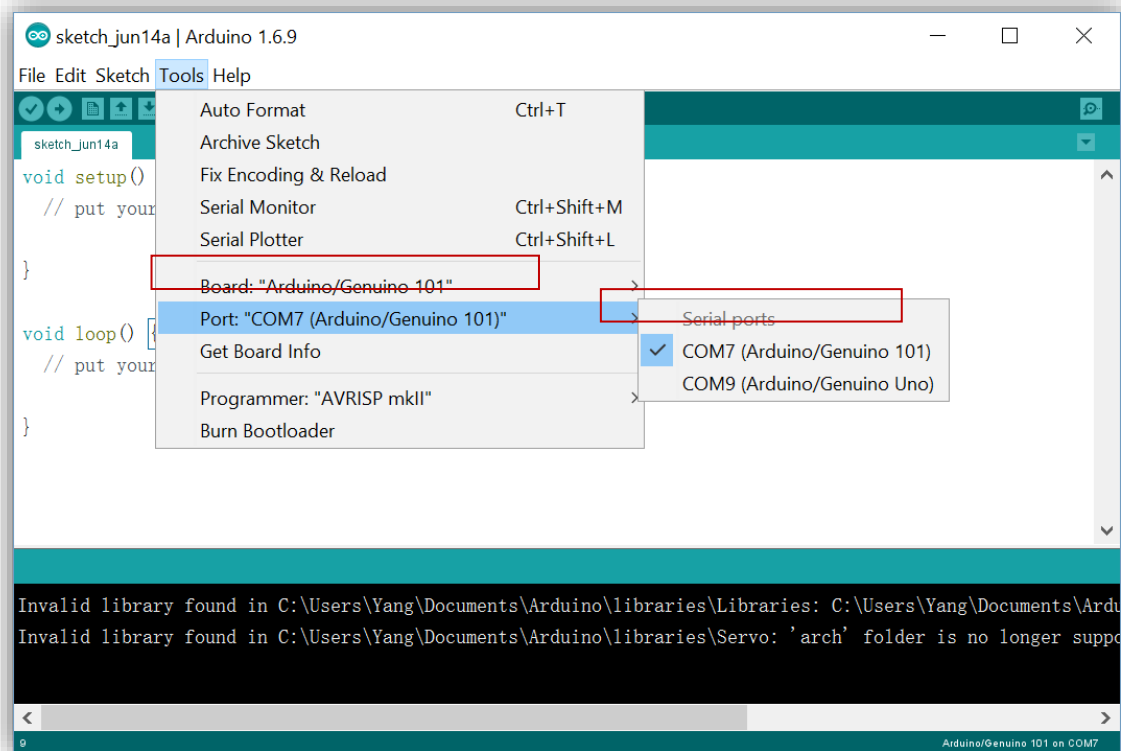 sketch_jun14a | Arduino 1.6.9
File Edit Sketch Tools Help
Auto Format Ctrl+T
Archive Sketch
sketch_jun14a
Fix Encoding & Reload
void setup()
Serial Monitor Ctrl+Shift+M
// put your
Serial Plotter Ctrl+Shift+L
}
Board: "Arduino/Genuino 101"
Port: "COM7 (Arduino/Genuino 101)"
Serial ports
void loop() {
Get Board Info
COM7 (Arduino/Genuino 101)
// put your
COM9 (Arduino/Genuino Uno)
Programmer: "AVRISP mkII"
}
Burn Bootloader
Invalid library found in C:\Users\Yang\Documents\Arduino\libraries\Libraries: C:\Users\Yang\Documents\Ardu
Invalid library found in C:\Users\Yang\Documents\Arduino\libraries\Servo: 'arch' folder is no longer suppo
9
Arduino/Genuino 101 on COM7